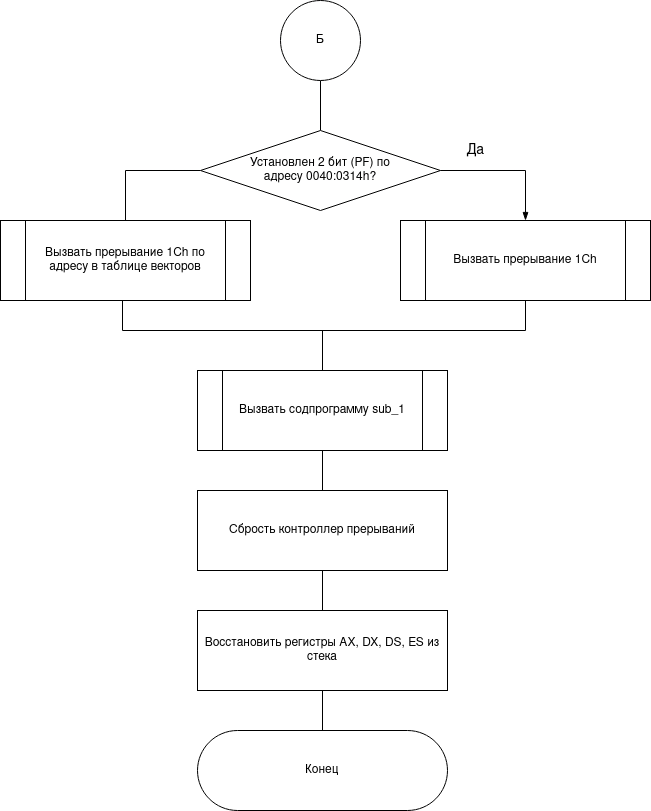 Б
Установлен 2 бит (PF) по
адресу 0040:0314h?
Да
Вызвать прерывание 1Ch по
адресу в таблице векторов
Вызвать прерывание 1Ch
Вызвать содпрограмму sub_1
Сбрость контроллер прерываний
Восстановить регистры AX, DX, DS, ES из
стека
Конец